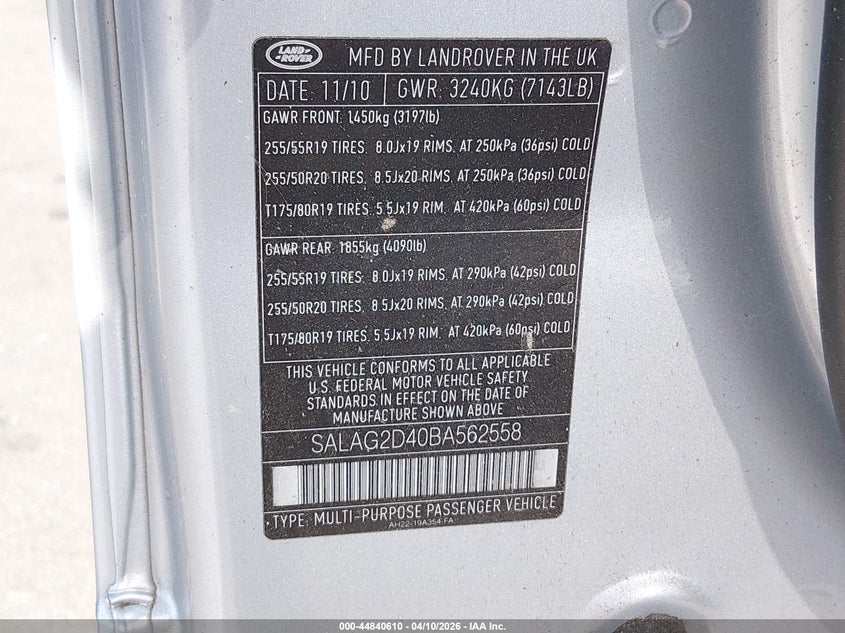 LAND ROVER
MFD BY LANDROVER IN THE UK
DATE: 11/10 GWR: 3240KG (7143LB)
GAWR FRONT: 1,450kg (3197lb)
255/55R19 TIRES, 8.0Jx19 RIMS, AT 250kPa (36psi) COLD
255/50R20 TIRES, 8.5Jx20 RIMS, AT 250kPa (36psi) COLD
T175/80R19 TIRES, 5.5Jx19 RIM, AT 420kPa (60psi) COLD
GAWR REAR: 1855kg (4090lb)
255/55R19 TIRES, 8.0Jx19 RIMS, AT 290kPa (42psi) COLD
255/50R20 TIRES, 8.5Jx20 RIMS, AT 290kPa (42psi) COLD
T175/80R19 TIRES, 5.5Jx19 RIM, AT 420kPa (60psi) COLD
THIS VEHICLE CONFORMS TO ALL APPLICABLE
U.S. FEDERAL MOTOR VEHICLE SAFETY
STANDARDS IN EFFECT ON THE DATE OF
MANUFACTURE SHOWN ABOVE
SALAG2D40BA562558
TYPE: MULTI-PURPOSE PASSENGER VEHICLE
AH22-19A354-FA
000-44840610 - 04/10/2026 - IAA Inc.